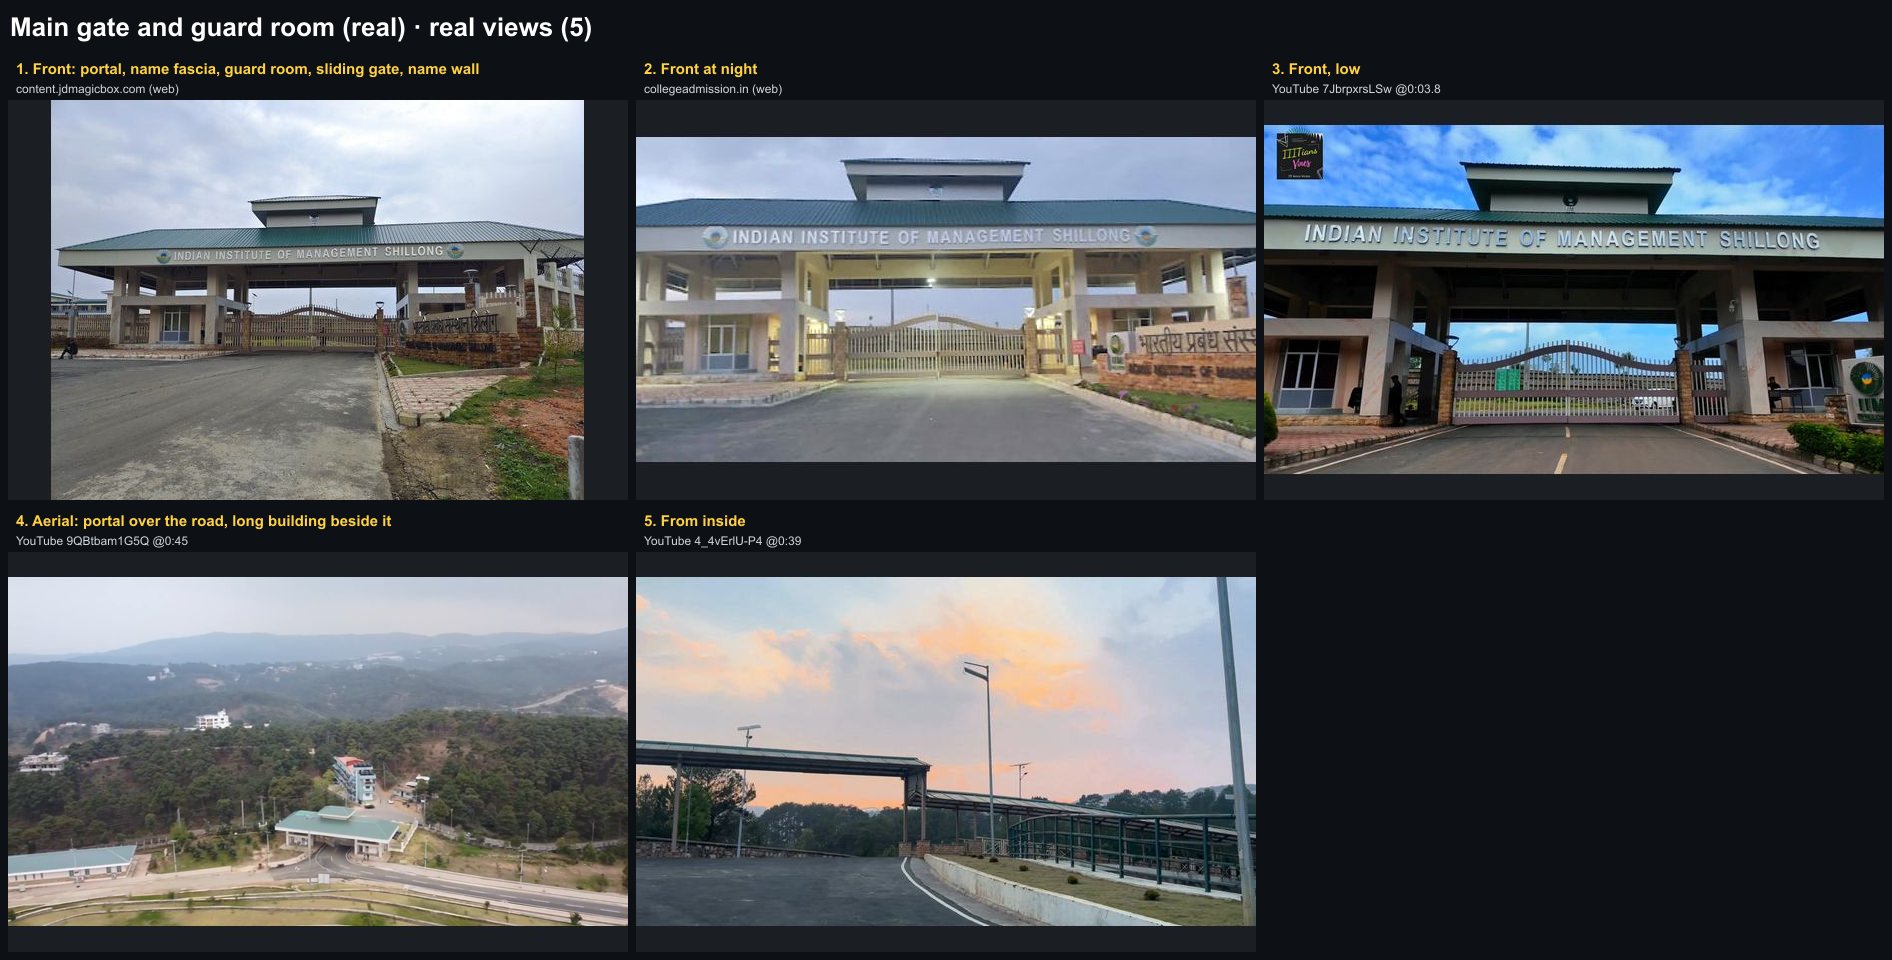 Main gate and guard room (real) · real views (5)
1. Front: portal, name fascia, guard room, sliding gate, name wall
content.jdmagicbox.com (web)
INDIAN INSTITUTE OF MANAGEMENT SHILLONG
2. Front at night
collegeadmission.in (web)
INDIAN INSTITUTE OF MANAGEMENT SHILLONG
भारतीय प्रबंध
3. Front, low
YouTube 7JbrpxrsLSw @0:03.8
IIITians
Vines
INDIAN INSTITUTE OF MANAGEMENT SHILLONG
4. Aerial: portal over the road, long building beside it
YouTube 9QBtbam1G5Q @0:45
5. From inside
YouTube 4_4vErlU-P4 @0:39